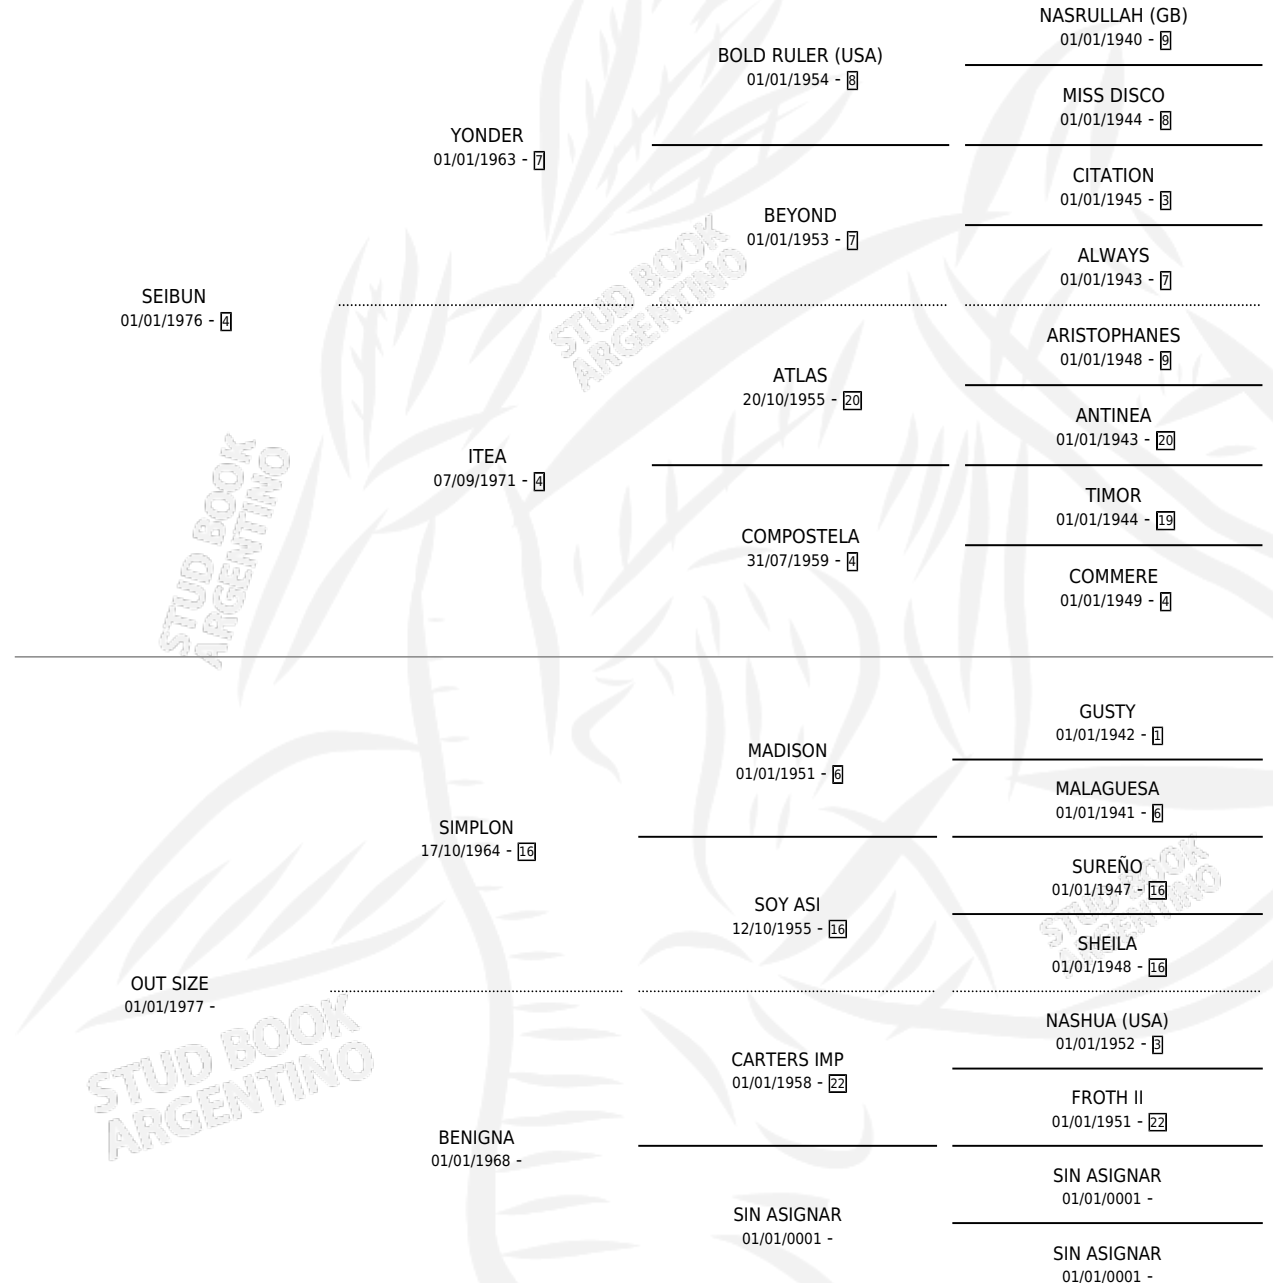 NASRULLAH (GB)
01/01/1940 - 9
BOLD RULER (USA)
01/01/1954 - 8
MISS DISCO
01/01/1944 - 8
YONDER
01/01/1963 - 7
CITATION
01/01/1945 - 3
BEYOND
01/01/1953 - 7
ALWAYS
01/01/1943 - 7
SEIBUN
01/01/1976 - 4
ARISTOPHANES
01/01/1948 - 9
ATLAS
20/10/1955 - 20
ANTINEA
01/01/1943 - 20
ITEA
07/09/1971 - 4
TIMOR
01/01/1944 - 19
COMPOSTELA
31/07/1959 - 4
COMMERE
01/01/1949 - 4
GUSTY
01/01/1942 - 1
MADISON
01/01/1951 - 6
MALAGUESA
01/01/1941 - 6
SIMPLON
17/10/1964 - 16
SUREÑO
01/01/1947 - 16
SOY ASI
12/10/1955 - 16
SHEILA
01/01/1948 - 16
OUT SIZE
01/01/1977 -
NASHUA (USA)
01/01/1952 - 3
CARTERS IMP
01/01/1958 - 22
FROTH II
01/01/1951 - 22
BENIGNA
01/01/1968 -
SIN ASIGNAR
01/01/0001 -
SIN ASIGNAR
01/01/0001 -
SIN ASIGNAR
01/01/0001 -
STUD BOOK
ARGENTINO
STUD BOOK
ARGENTINO
STUD BOOK
ARGENTINO
STUD BOOK
ARGENTINO